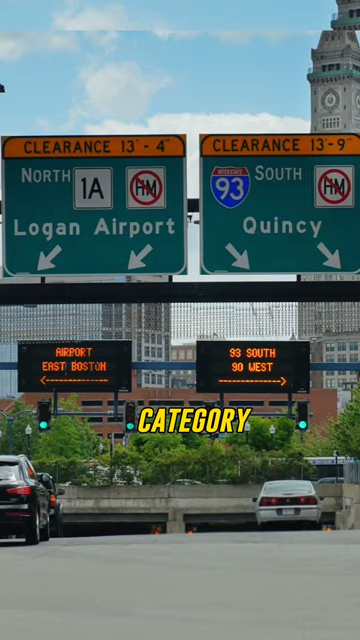 CLEARANCE 13' - 4"
NORTH 1A HM
Logan Airport
CLEARANCE 13'-9"
INTERSTATE 93 SOUTH HM
Quincy
AIRPORT
EAST BOSTON
93 SOUTH
90 WEST
CATEGORY